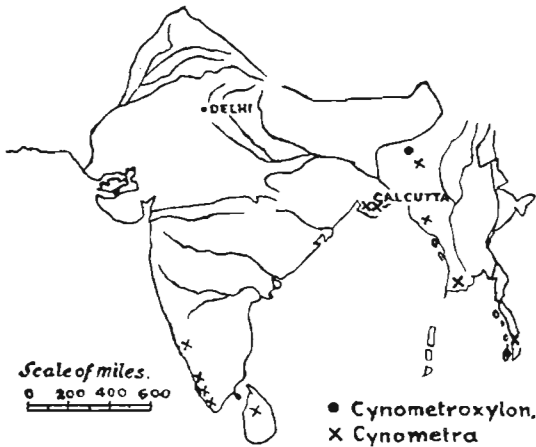 DELHI
CALCUTTA
Scale of miles.
0 200 400 600
Cynometroxylon.
Cynometra